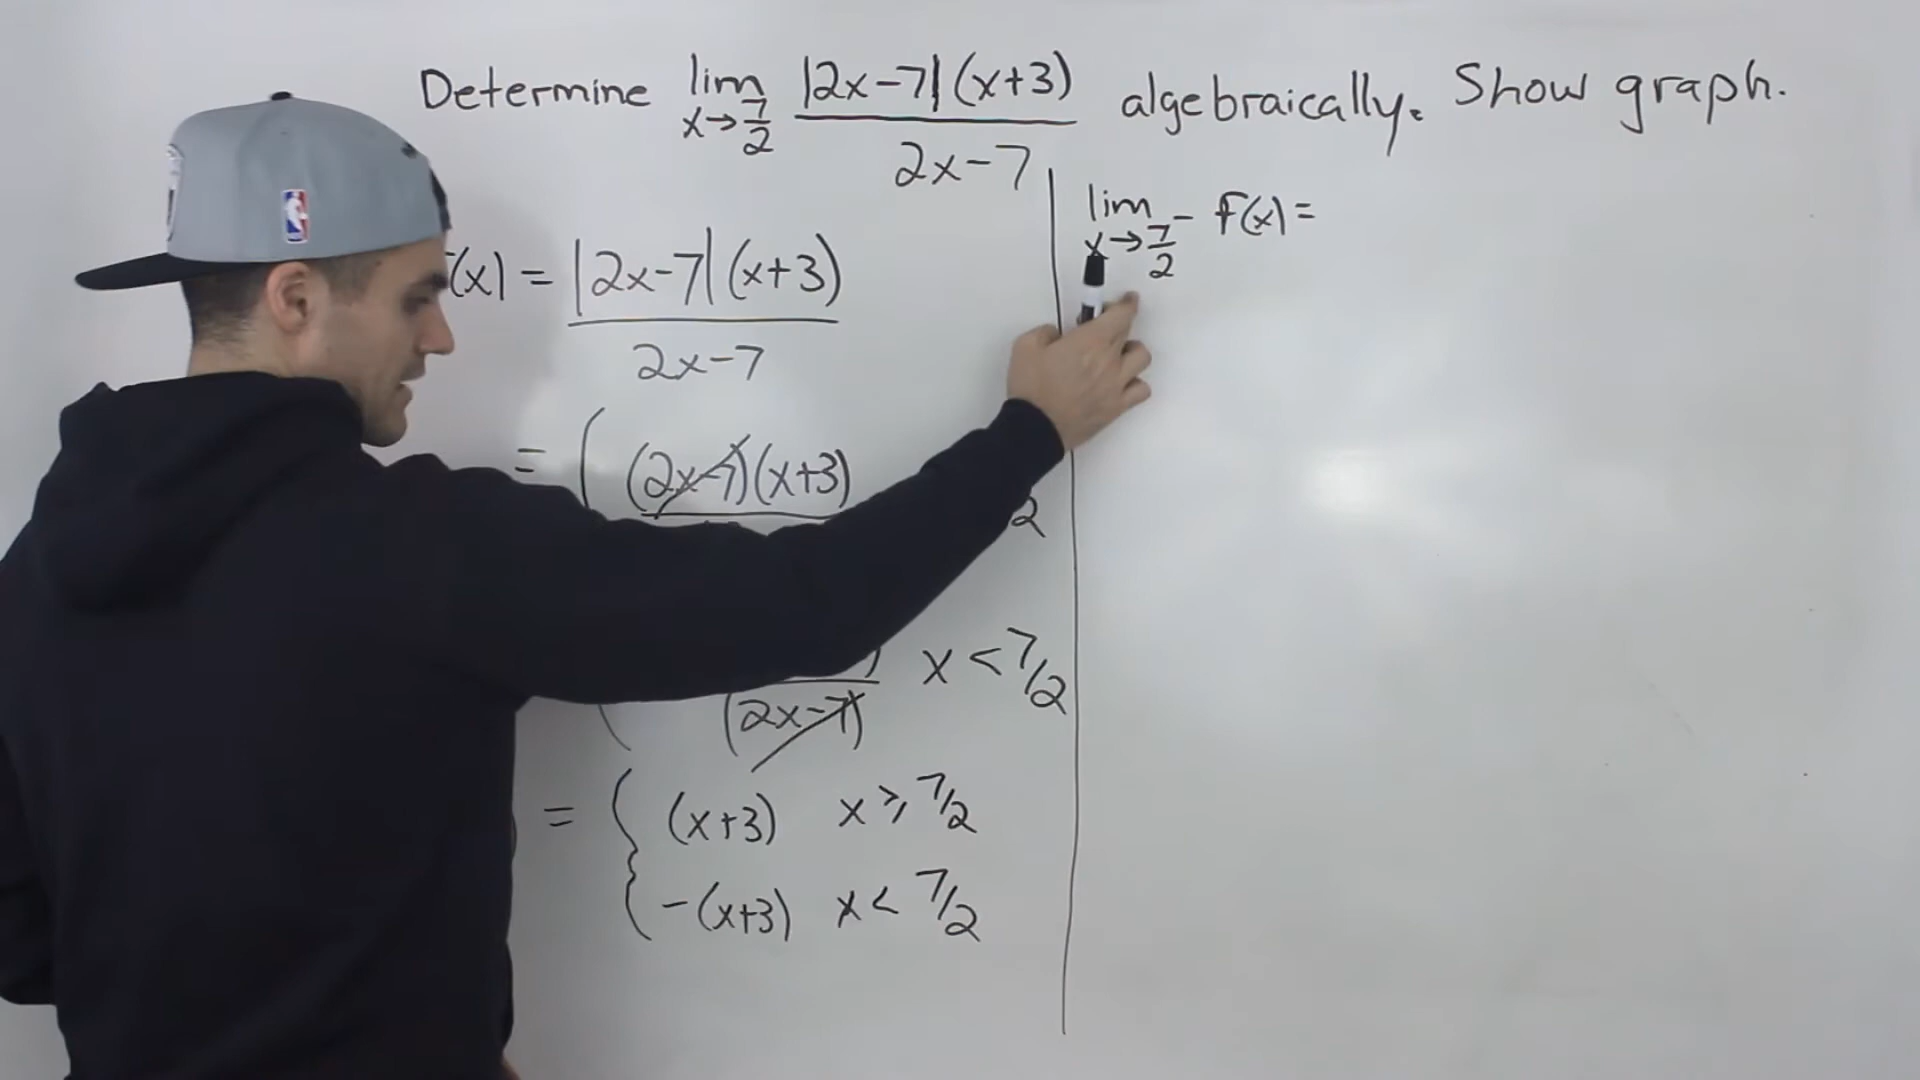 Determine lim x→7/2 |2x-7|(x+3) / 2x-7 algebraically. Show graph.
(x) = |2x-7|(x+3) / 2x-7
= (2x-7)(x+3)
2
x < 7/2
(2x-7)
= { (x+3) x ≥ 7/2
-(x+3) x < 7/2
lim x→7/2⁻ f(x) =